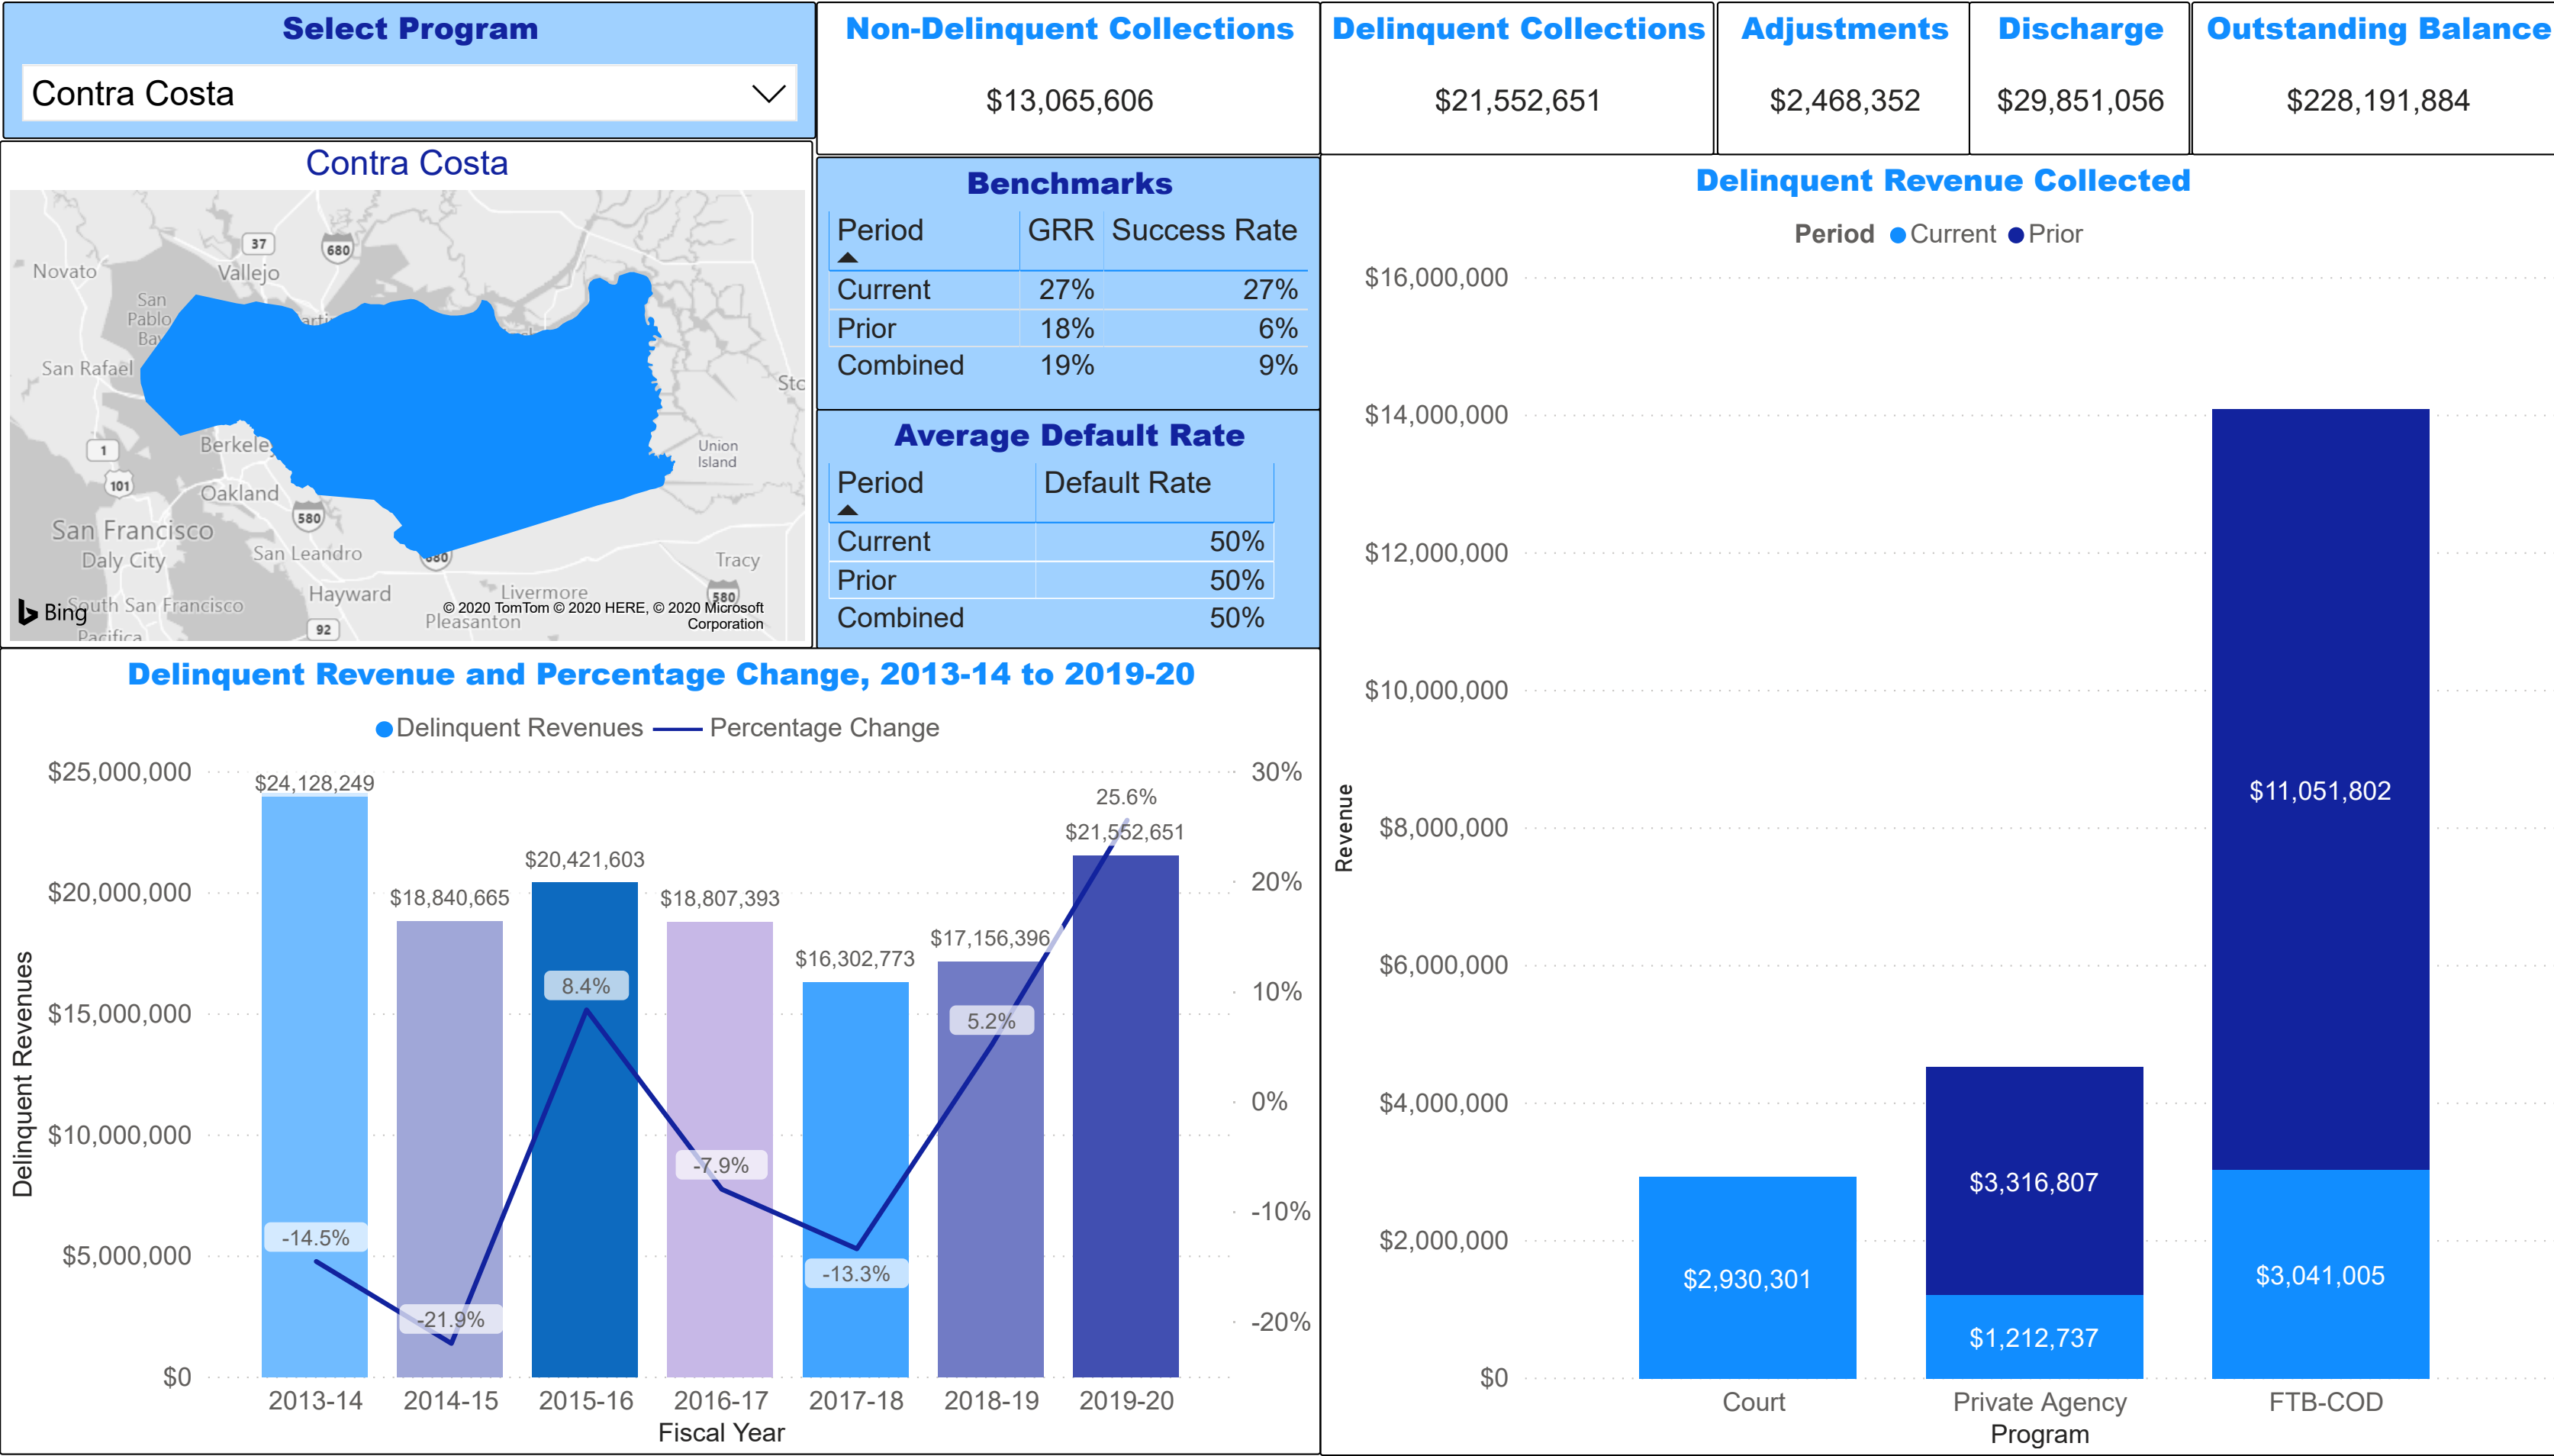 Select Program
Contra Costa
Non-Delinquent Collections
$13,065,606
Delinquent Collections
$21,552,651
Adjustments
$2,468,352
Discharge
$29,851,056
Outstanding Balance
$228,191,884
Contra Costa
37
680
Novato
Vallejo
San
Pablo
Bay
San Rafael
Sto
1
Berkeley
Union
Island
101
Oakland
580
San Francisco
San Leandro
Daly City
Tracy
Hayward
Livermore
580
South San Francisco
Bing
© 2020 TomTom © 2020 HERE, © 2020 Microsoft
Corporation
Pleasanton
92
Pacifica
Benchmarks
Period GRR Success Rate
Current 27% 27%
Prior 18% 6%
Combined 19% 9%
Average Default Rate
Period Default Rate
Current 50%
Prior 50%
Combined 50%
Delinquent Revenue and Percentage Change, 2013-14 to 2019-20
Delinquent Revenues Percentage Change
Delinquent Revenues
$25,000,000
$20,000,000
$15,000,000
$10,000,000
$5,000,000
$0
$24,128,249
$18,840,665
$20,421,603
$18,807,393
$16,302,773
$17,156,396
$21,552,651
-14.5%
-21.9%
8.4%
-7.9%
-13.3%
5.2%
25.6%
30%
20%
10%
0%
-10%
-20%
2013-14 2014-15 2015-16 2016-17 2017-18 2018-19 2019-20
Fiscal Year
Delinquent Revenue Collected
Period Current Prior
Revenue
$16,000,000
$14,000,000
$12,000,000
$10,000,000
$8,000,000
$6,000,000
$4,000,000
$2,000,000
$0
$2,930,301
$3,316,807
$1,212,737
$11,051,802
$3,041,005
Court Private Agency FTB-COD
Program